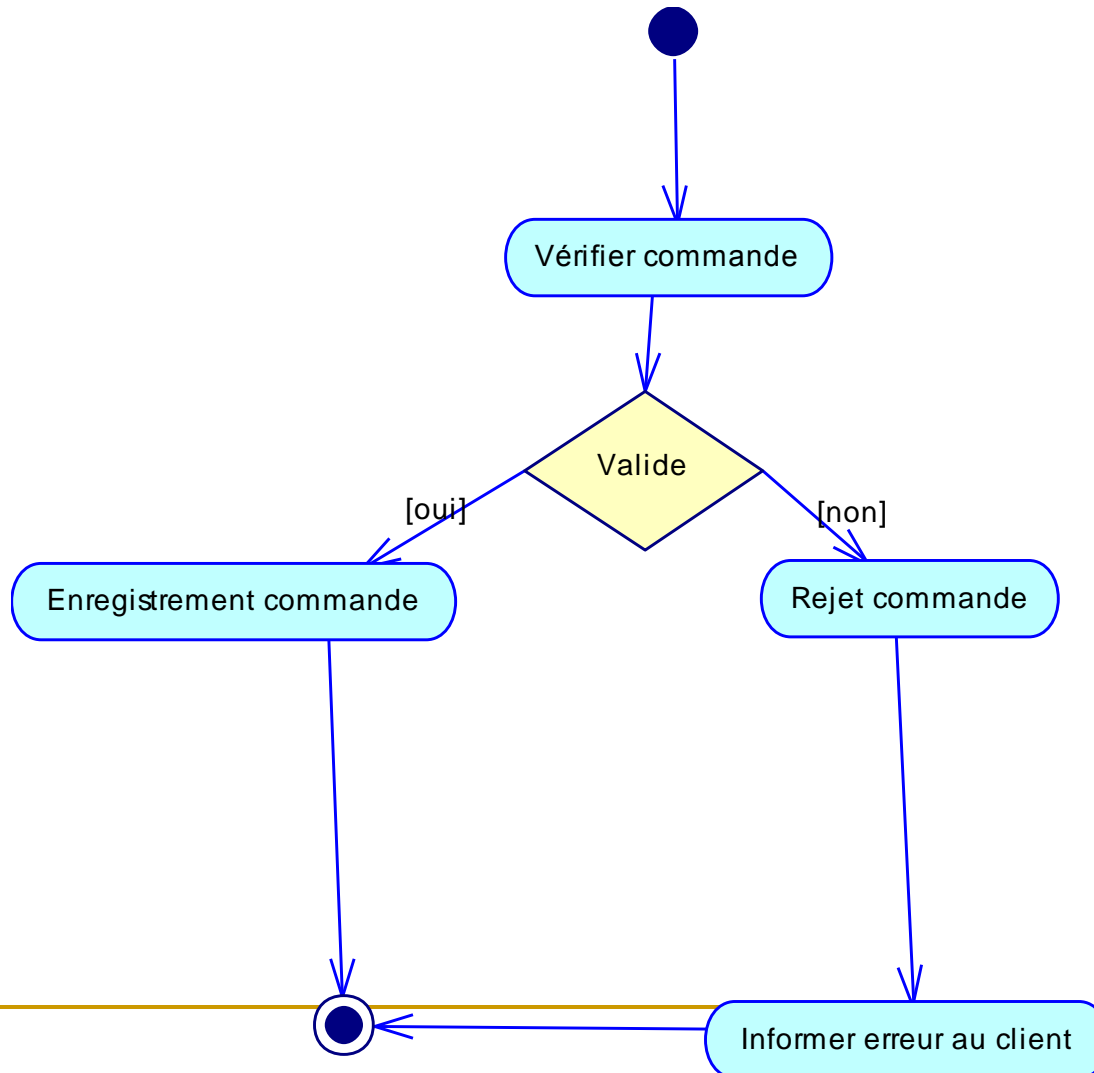 Vérifier commande
Valide
[oui]
[non]
Enregistrement commande
Rejet commande
Informer erreur au client